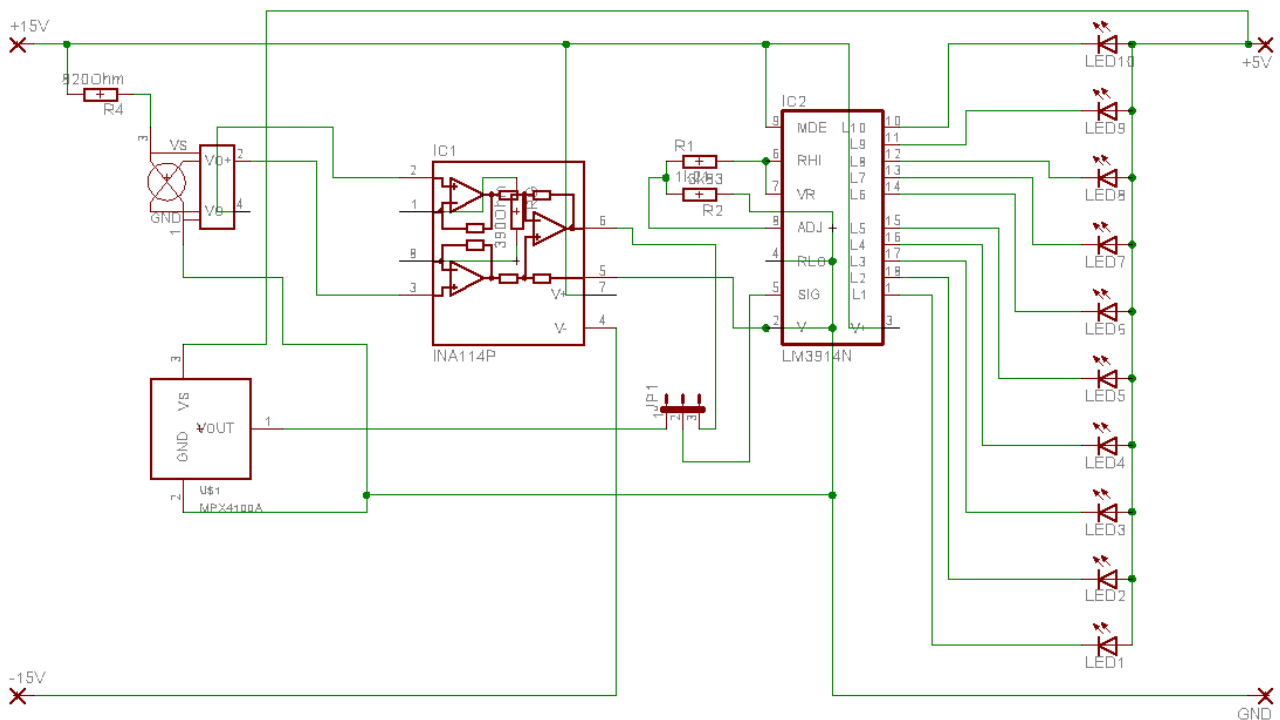 +15V
820Ohm
R4
3
VS
VO+
2
VO-
4
GND
1
IC1
2
1
8
3
390Ohm
R3
6
5
V+
7
V-
4
INA114P
R1
R2
IC2
9
MDE
6
RHI
7
VR
8
ADJ
4
RLO
5
SIG
2
V-
L10
10
L9
11
L8
12
L7
13
L6
14
L5
15
L4
16
L3
17
L2
18
L1
1
V+
3
LM3914N
JP1
1
2
3
3
VS
VOUT
1
GND
2
U$1
MPX4100A
LED10
LED9
LED8
LED7
LED6
LED5
LED4
LED3
LED2
LED1
+5V
-15V
GND